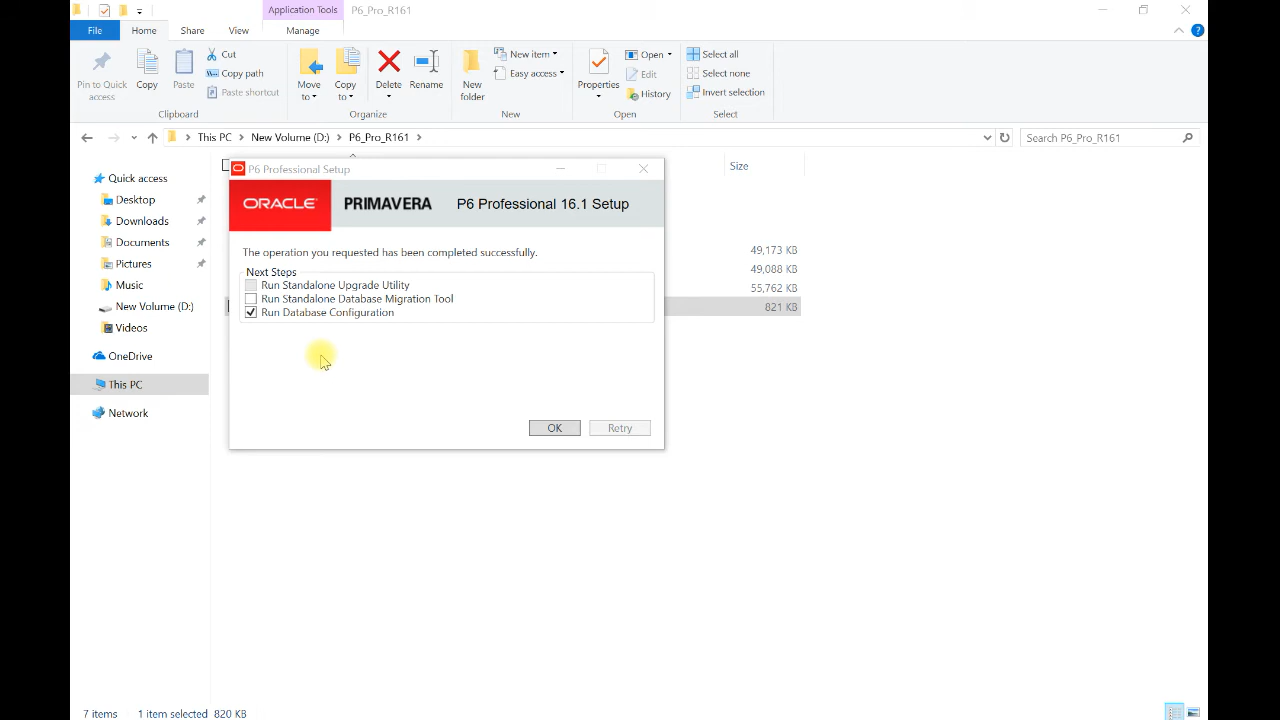 Application Tools
P6_Pro_R161
File
Home
Share
View
Manage
Pin to Quick access
Copy
Paste
Cut
Copy path
Paste shortcut
Clipboard
Move to
Copy to
Delete
Rename
Organize
New folder
New item
Easy access
New
Properties
Open
Edit
History
Open
Select all
Select none
Invert selection
Select
This PC
New Volume (D:)
P6_Pro_R161
Search P6_Pro_R161
Quick access
Desktop
Downloads
Documents
Pictures
Music
New Volume (D:)
Videos
OneDrive
This PC
Network
Size
49,173 KB
49,088 KB
55,762 KB
821 KB
P6 Professional Setup
ORACLE
PRIMAVERA
P6 Professional 16.1 Setup
The operation you requested has been completed successfully.
Next Steps
Run Standalone Upgrade Utility
Run Standalone Database Migration Tool
Run Database Configuration
OK
Retry
7 items
1 item selected 820 KB